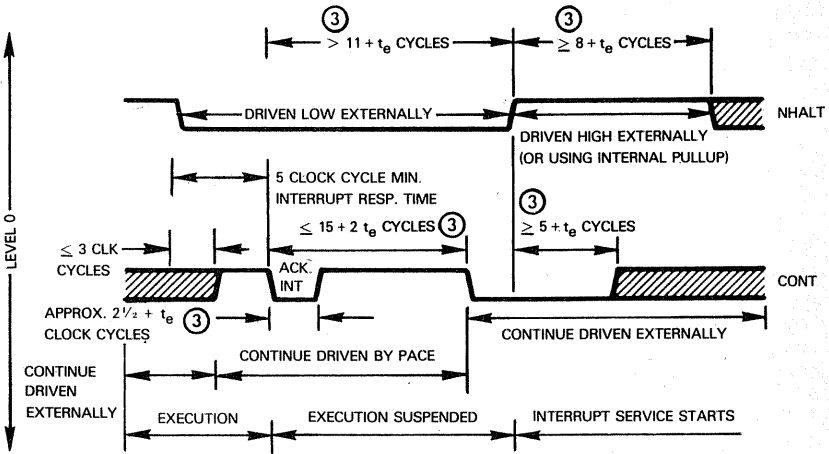 ③
③
> 11 + te CYCLES
≥ 8 + te CYCLES
DRIVEN LOW EXTERNALLY
NHALT
DRIVEN HIGH EXTERNALLY
(OR USING INTERNAL PULLUP)
LEVEL 0
5 CLOCK CYCLE MIN.
INTERRUPT RESP. TIME
③
≤ 15 + 2 te CYCLES ③
≥ 5 + te CYCLES
≤ 3 CLK
CYCLES
ACK.
INT
CONT
APPROX. 2 1/2 + te
CLOCK CYCLES
③
CONTINUE DRIVEN EXTERNALLY
CONTINUE DRIVEN BY PACE
CONTINUE
DRIVEN
EXTERNALLY
EXECUTION
EXECUTION SUSPENDED
INTERRUPT SERVICE STARTS